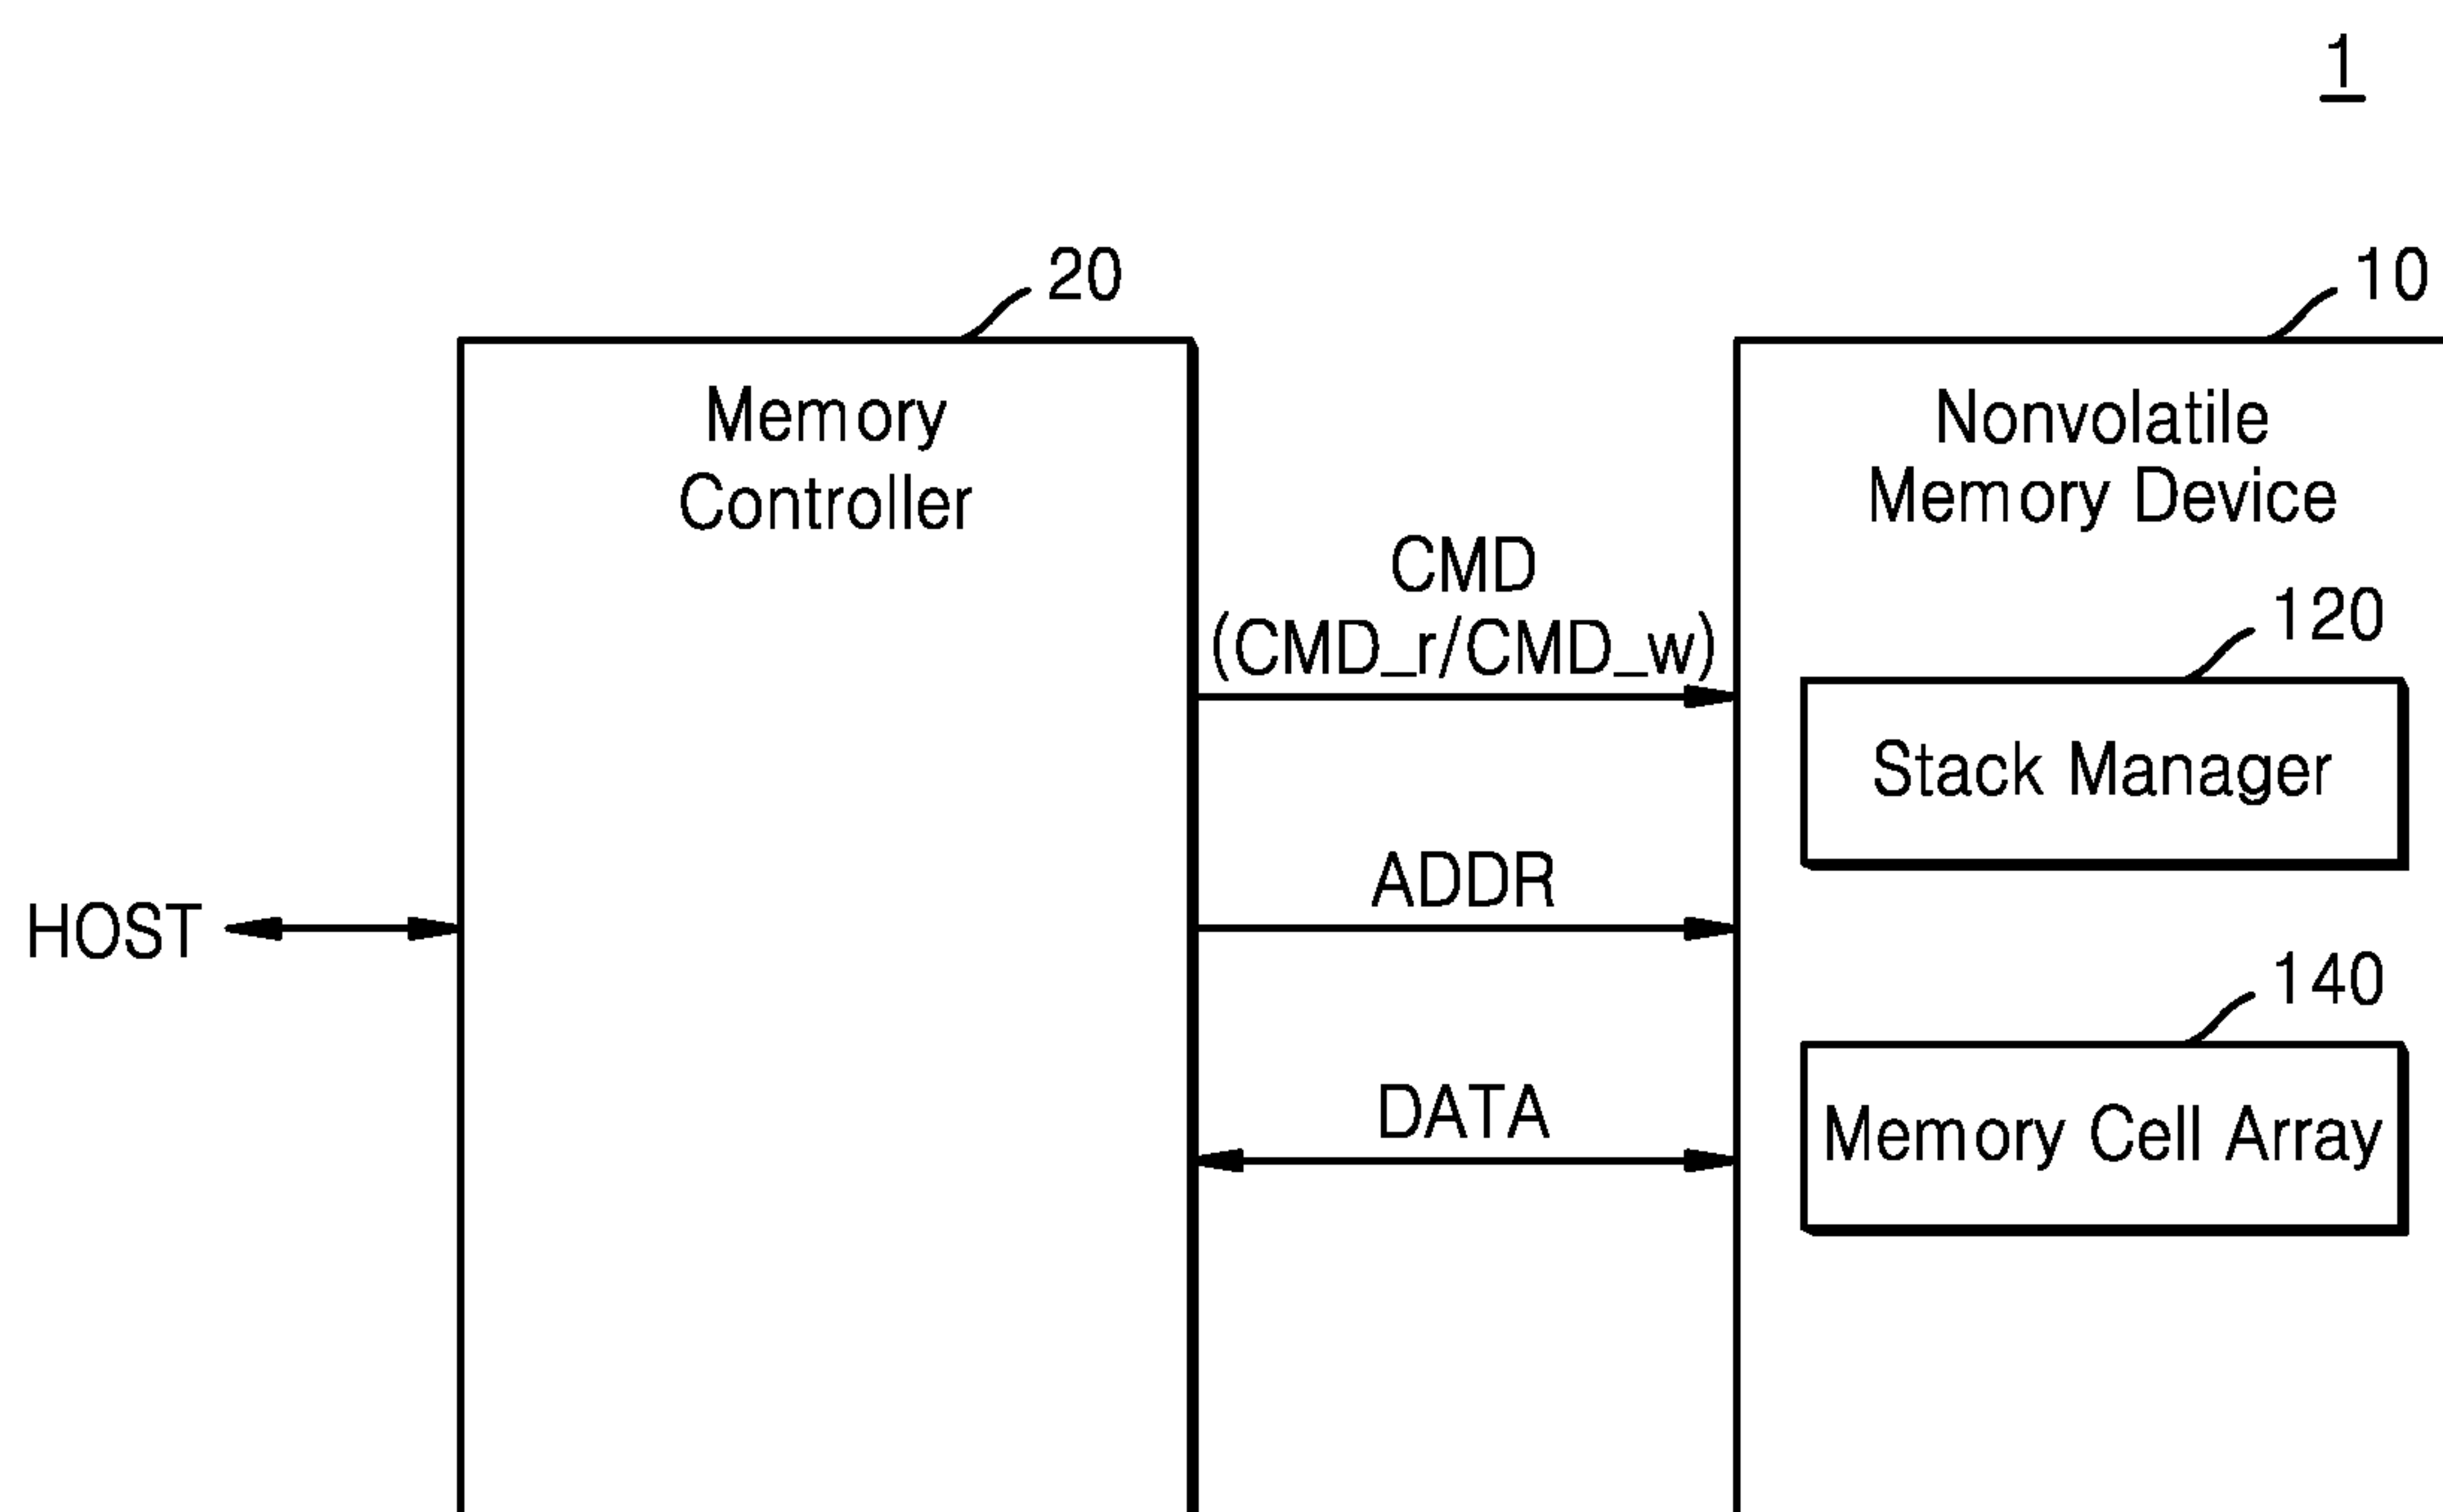 1
20
10
Memory
Controller
Nonvolatile
Memory Device
CMD
(CMD_r/CMD_w)
120
Stack Manager
ADDR
HOST
140
DATA
Memory Cell Array